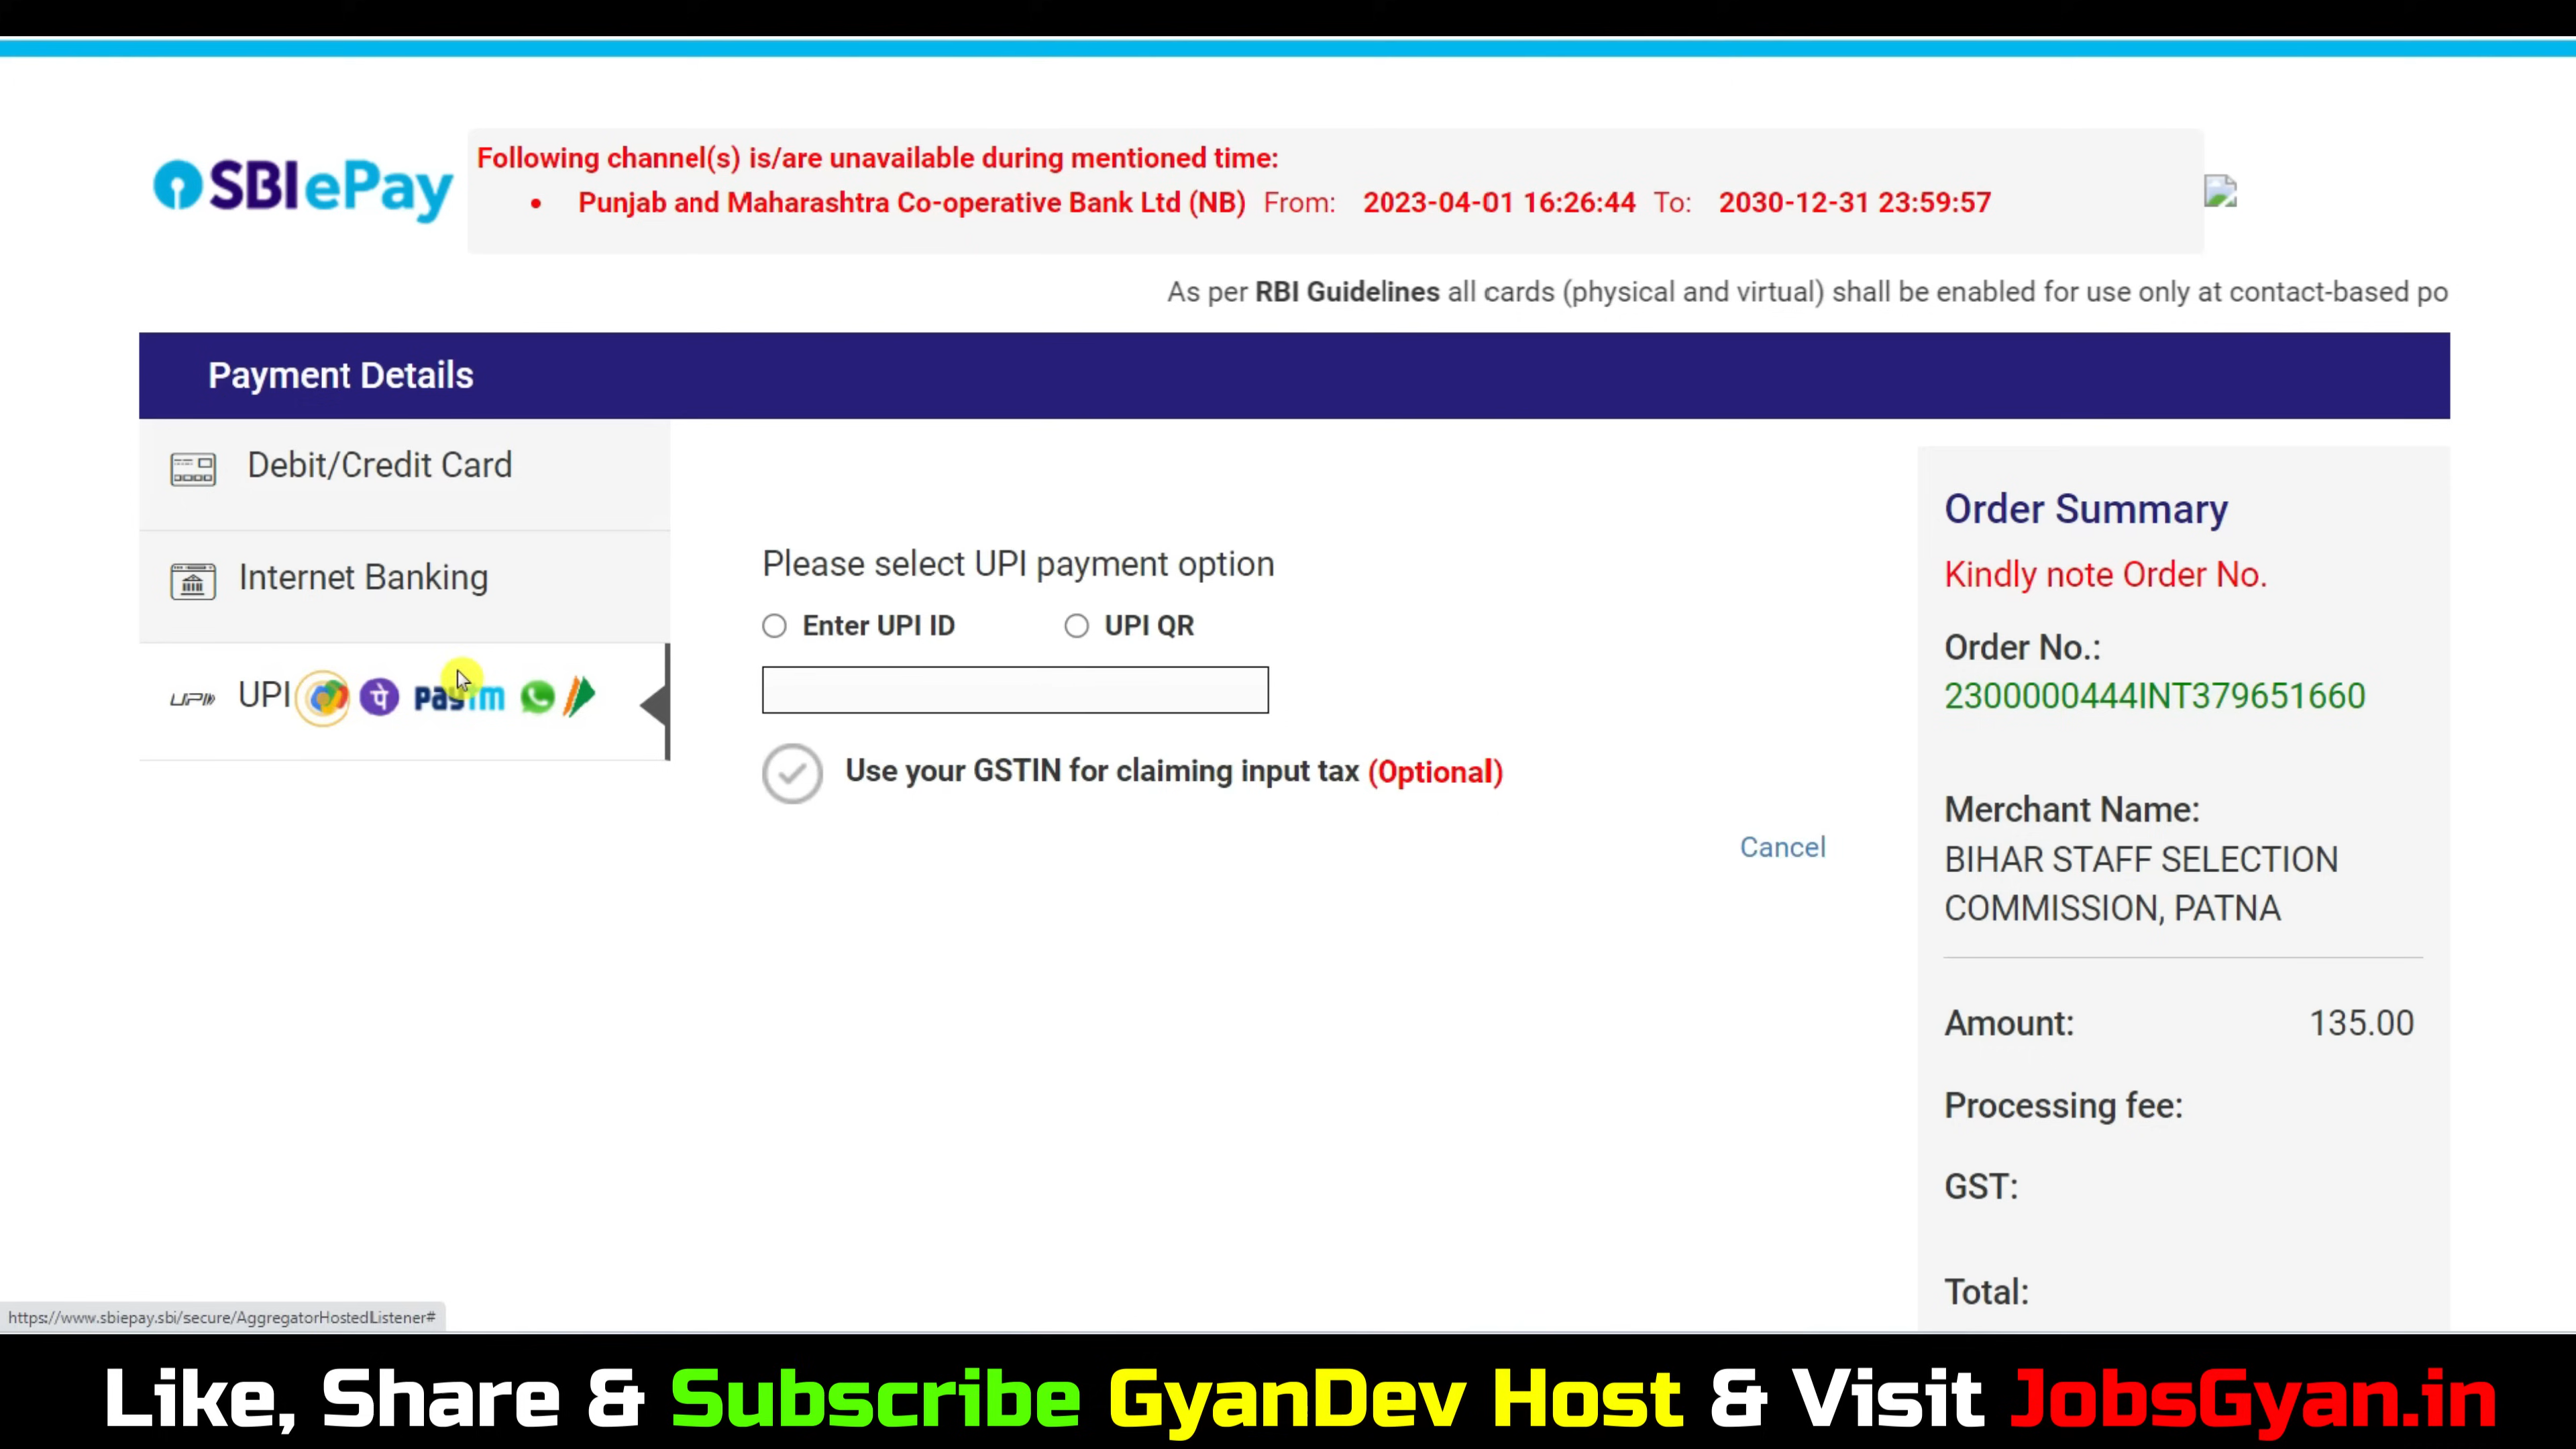 SBI ePay
Following channel(s) is/are unavailable during mentioned time:
• Punjab and Maharashtra Co-operative Bank Ltd (NB) From: 2023-04-01 16:26:44 To: 2030-12-31 23:59:57
As per RBI Guidelines all cards (physical and virtual) shall be enabled for use only at contact-based po
Payment Details
Debit/Credit Card
Internet Banking
UPI UPI पे paytm
Please select UPI payment option
Enter UPI ID UPI QR
Use your GSTIN for claiming input tax (Optional)
Cancel
Order Summary
Kindly note Order No.
Order No.:
2300000444INT379651660
Merchant Name:
BIHAR STAFF SELECTION
COMMISSION, PATNA
Amount: 135.00
Processing fee:
GST:
Total:
https://www.sbiepay.sbi/secure/AggregatorHostedListener#
Like, Share & Subscribe GyanDev Host & Visit JobsGyan.in